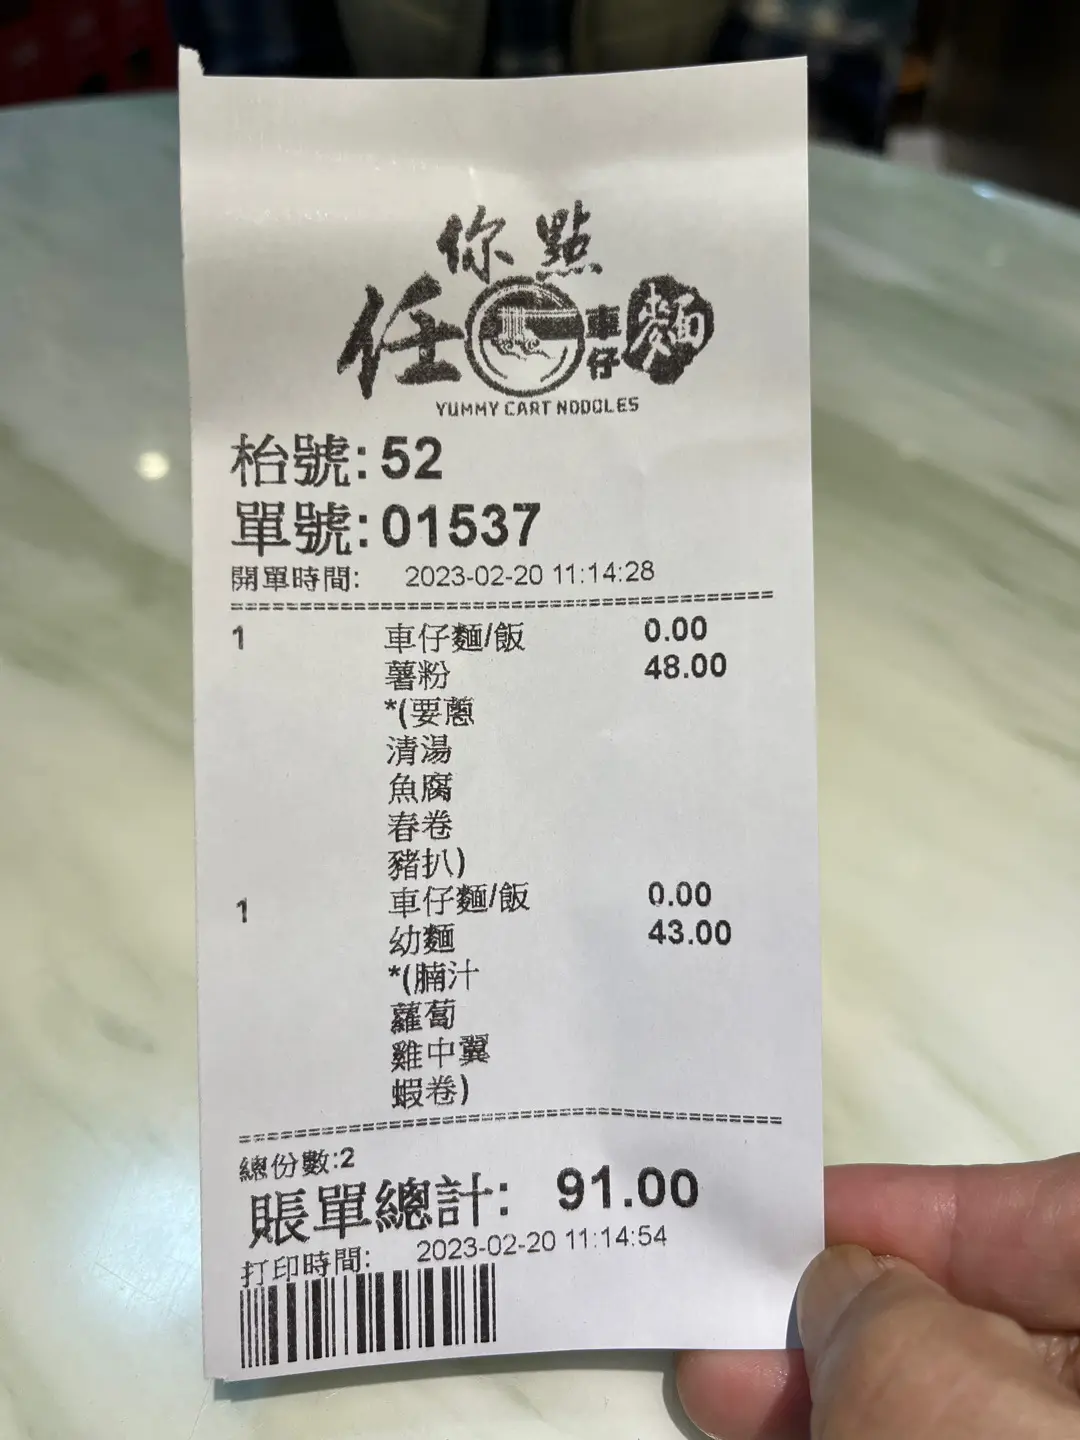 你點
任 車仔麵
YUMMY CART NOODLES
枱號: 52
單號: 01537
開單時間: 2023-02-20 11:14:28
1 車仔麵/飯 0.00
薯粉 48.00
*(要蔥
清湯
魚腐
春卷
豬扒)
1 車仔麵/飯 0.00
幼麵 43.00
*(腩汁
蘿蔔
雞中翼
蝦卷)
總份數:2
賬單總計: 91.00
打印時間: 2023-02-20 11:14:54